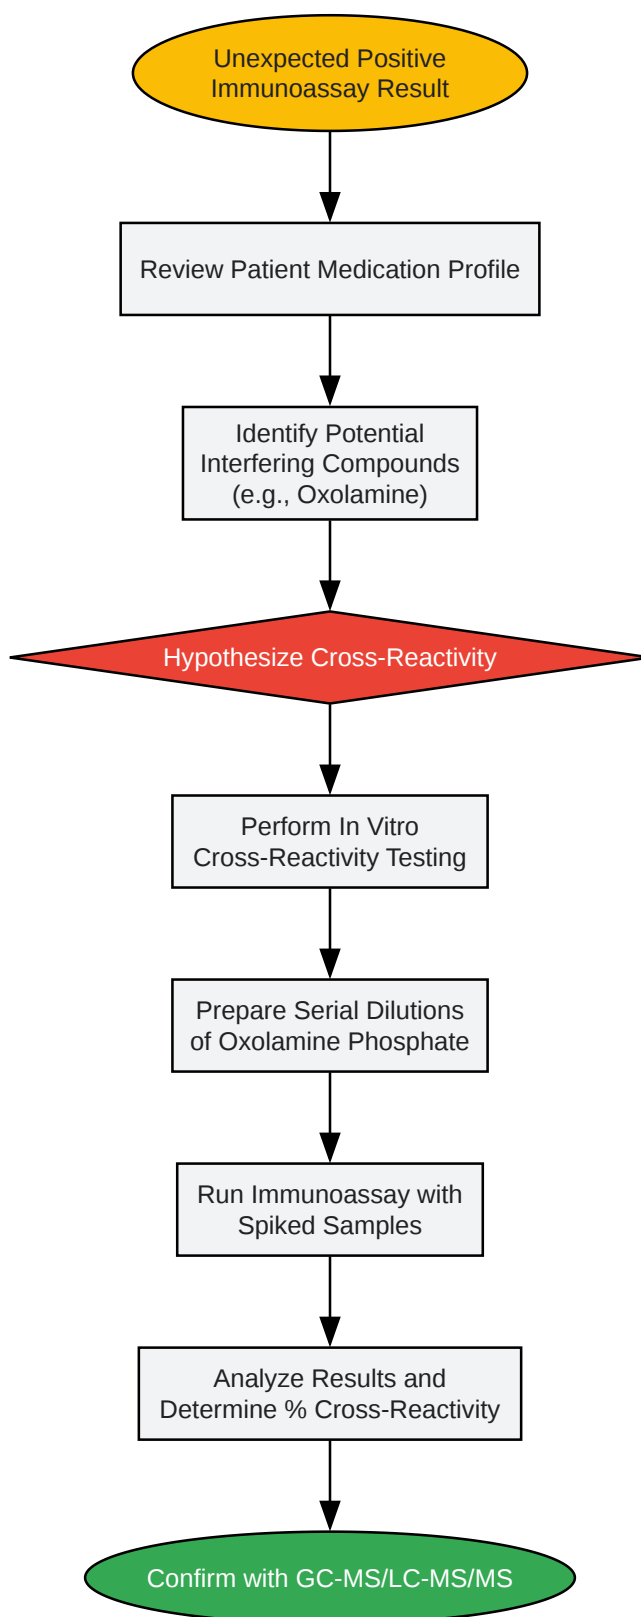 Unexpected Positive
Immunoassay Result
Review Patient Medication Profile
Identify Potential
Interfering Compounds
(e.g., Oxolamine)
Hypothesize Cross-Reactivity
Perform In Vitro
Cross-Reactivity Testing
Prepare Serial Dilutions
of Oxolamine Phosphate
Run Immunoassay with
Spiked Samples
Analyze Results and
Determine % Cross-Reactivity
Confirm with GC-MS/LC-MS/MS